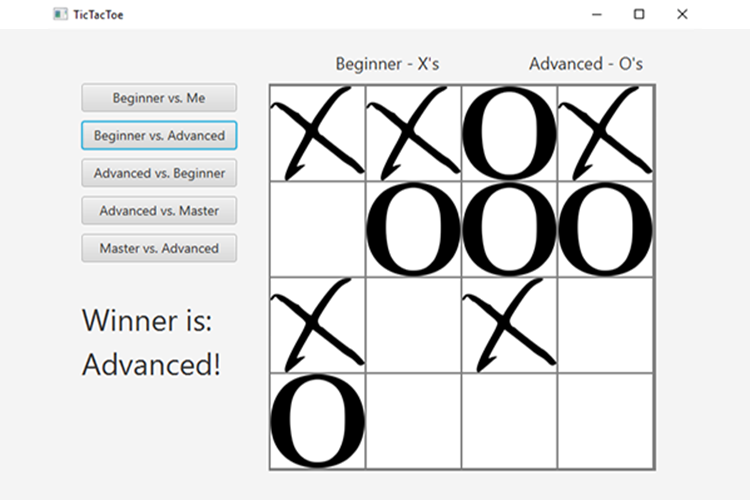 TicTacToe
Beginner - X's
Advanced - O's
Beginner vs. Me
Beginner vs. Advanced
Advanced vs. Beginner
Advanced vs. Master
Master vs. Advanced
Winner is:
Advanced!
X X O X
O O O
X X
O